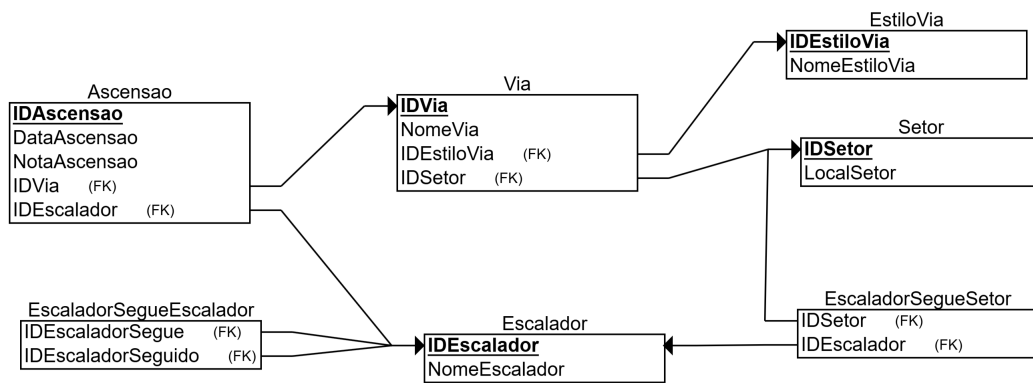 EstiloVia
IDEstiloVia
NomeEstiloVia
Ascensao
IDAscensao
DataAscensao
NotaAscensao
IDVia (FK)
IDEscalador (FK)
Via
IDVia
NomeVia
IDEstiloVia (FK)
IDSetor (FK)
Setor
IDSetor
LocalSetor
EscaladorSegueEscalador
IDEscaladorSegue (FK)
IDEscaladorSeguido (FK)
Escalador
IDEscalador
NomeEscalador
EscaladorSegueSetor
IDSetor (FK)
IDEscalador (FK)